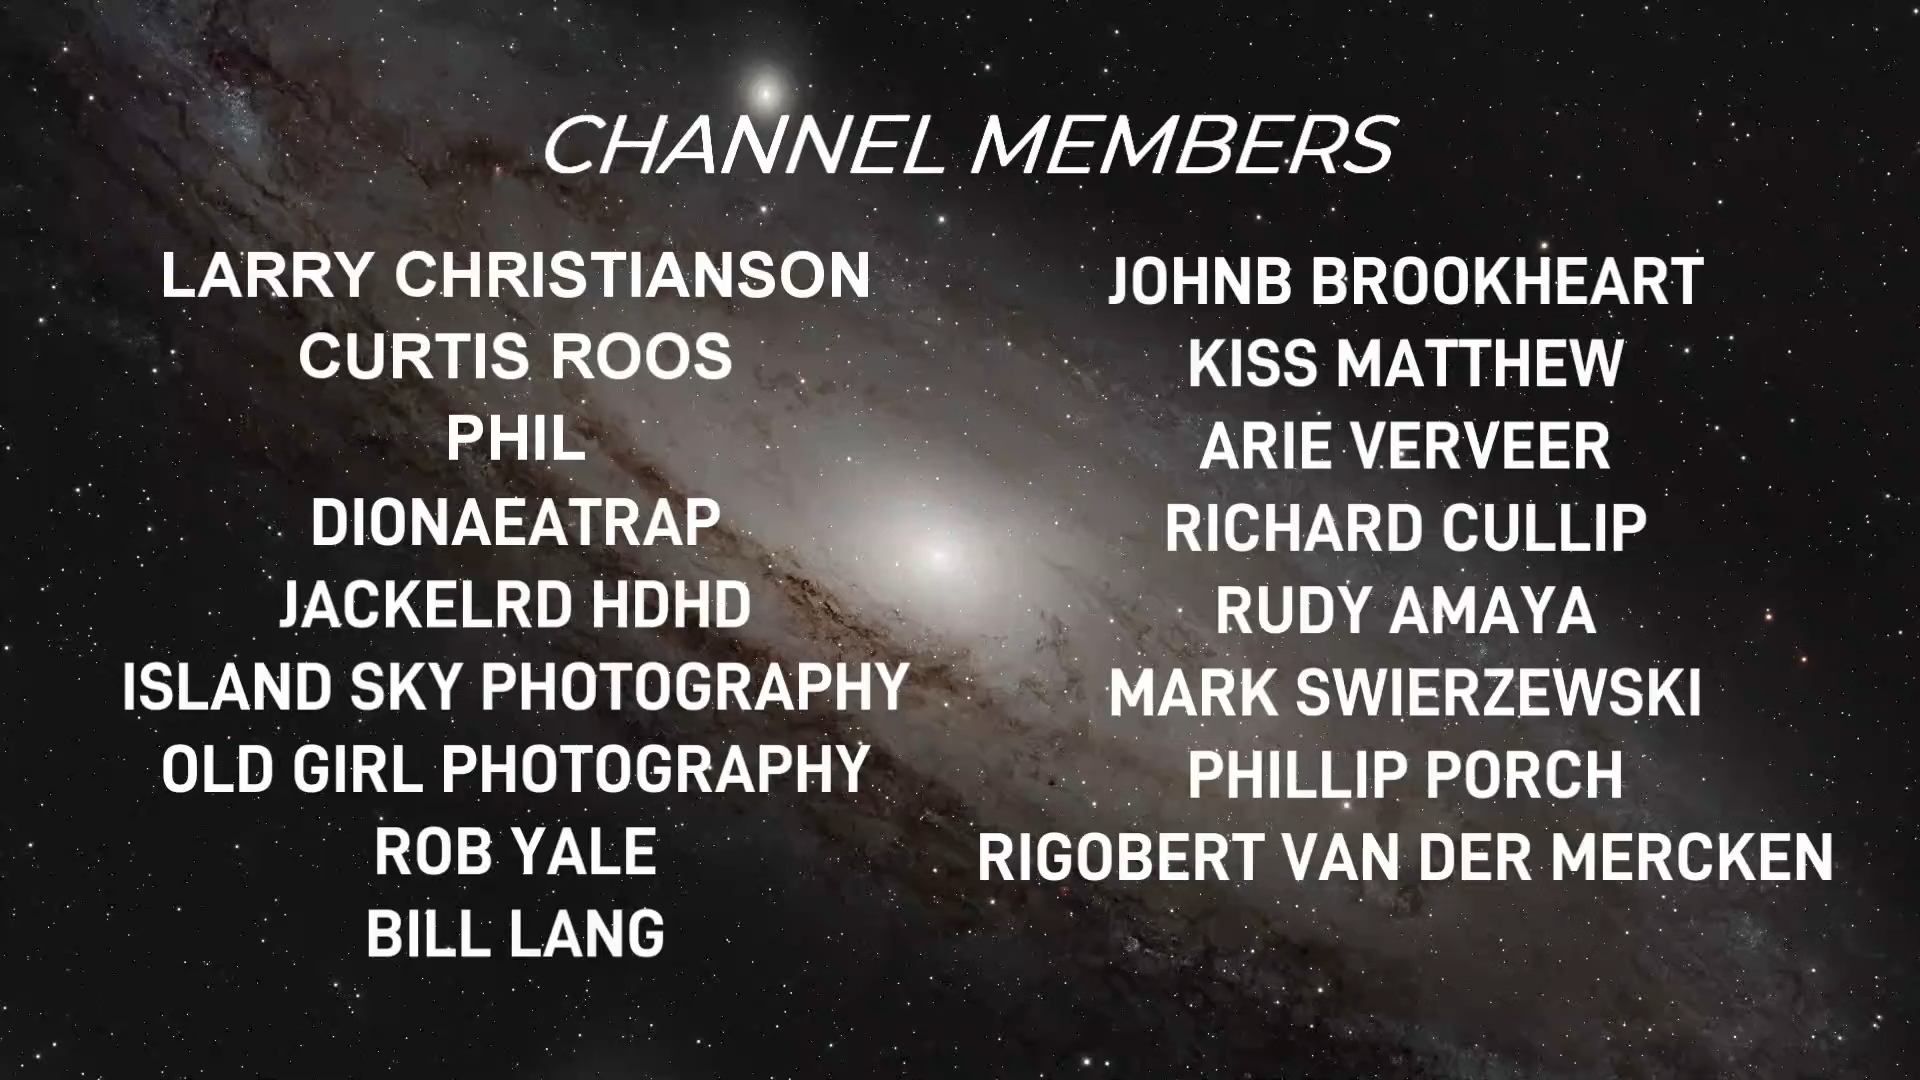 CHANNEL MEMBERS
LARRY CHRISTIANSON
CURTIS ROOS
PHIL
DIONAEATRAP
JACKELRD HDHD
ISLAND SKY PHOTOGRAPHY
OLD GIRL PHOTOGRAPHY
ROB YALE
BILL LANG
JOHNB BROOKHEART
KISS MATTHEW
ARIE VERVEER
RICHARD CULLIP
RUDY AMAYA
MARK SWIERZEWSKI
PHILLIP PORCH
RIGOBERT VAN DER MERCKEN